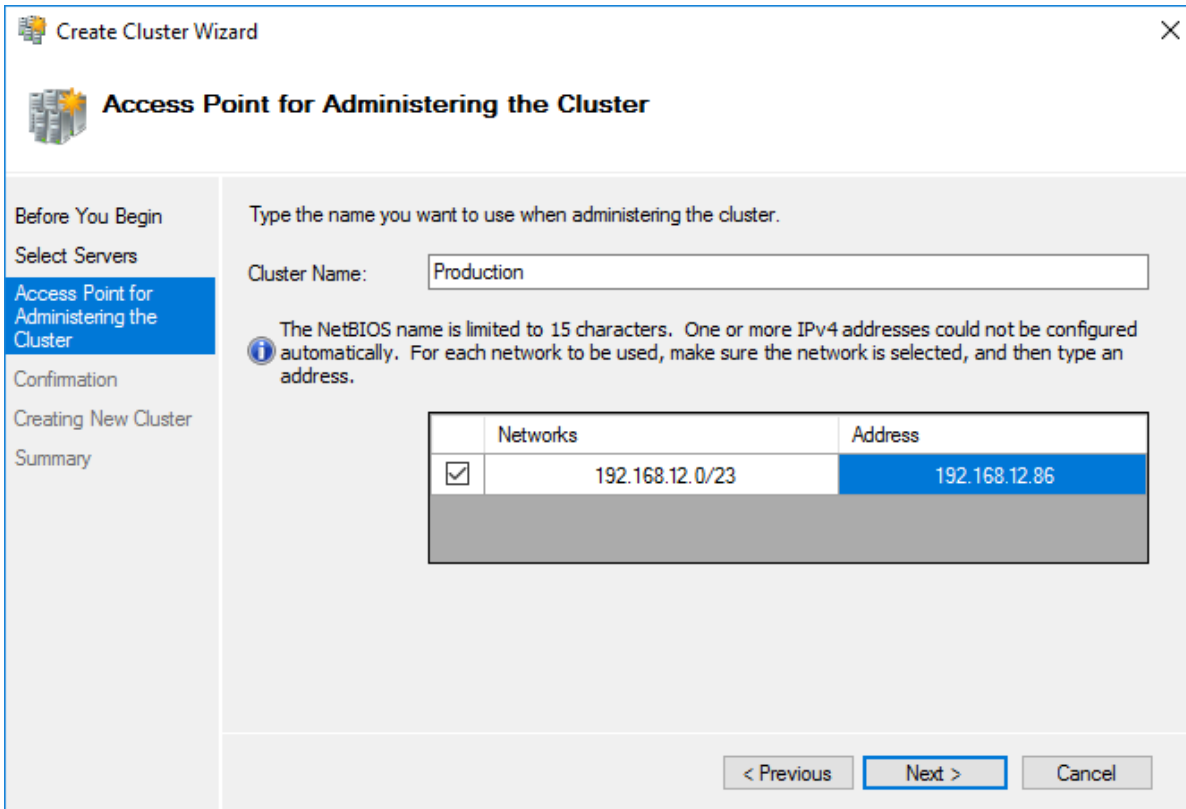 Create Cluster Wizard
Access Point for Administering the Cluster
Before You Begin
Select Servers
Access Point for
Administering the
Cluster
Confirmation
Creating New Cluster
Summary
Type the name you want to use when administering the cluster.
Cluster Name: Production
The NetBIOS name is limited to 15 characters. One or more IPv4 addresses could not be configured
automatically. For each network to be used, make sure the network is selected, and then type an
address.
Networks Address
192.168.12.0/23 192.168.12.86
< Previous Next > Cancel